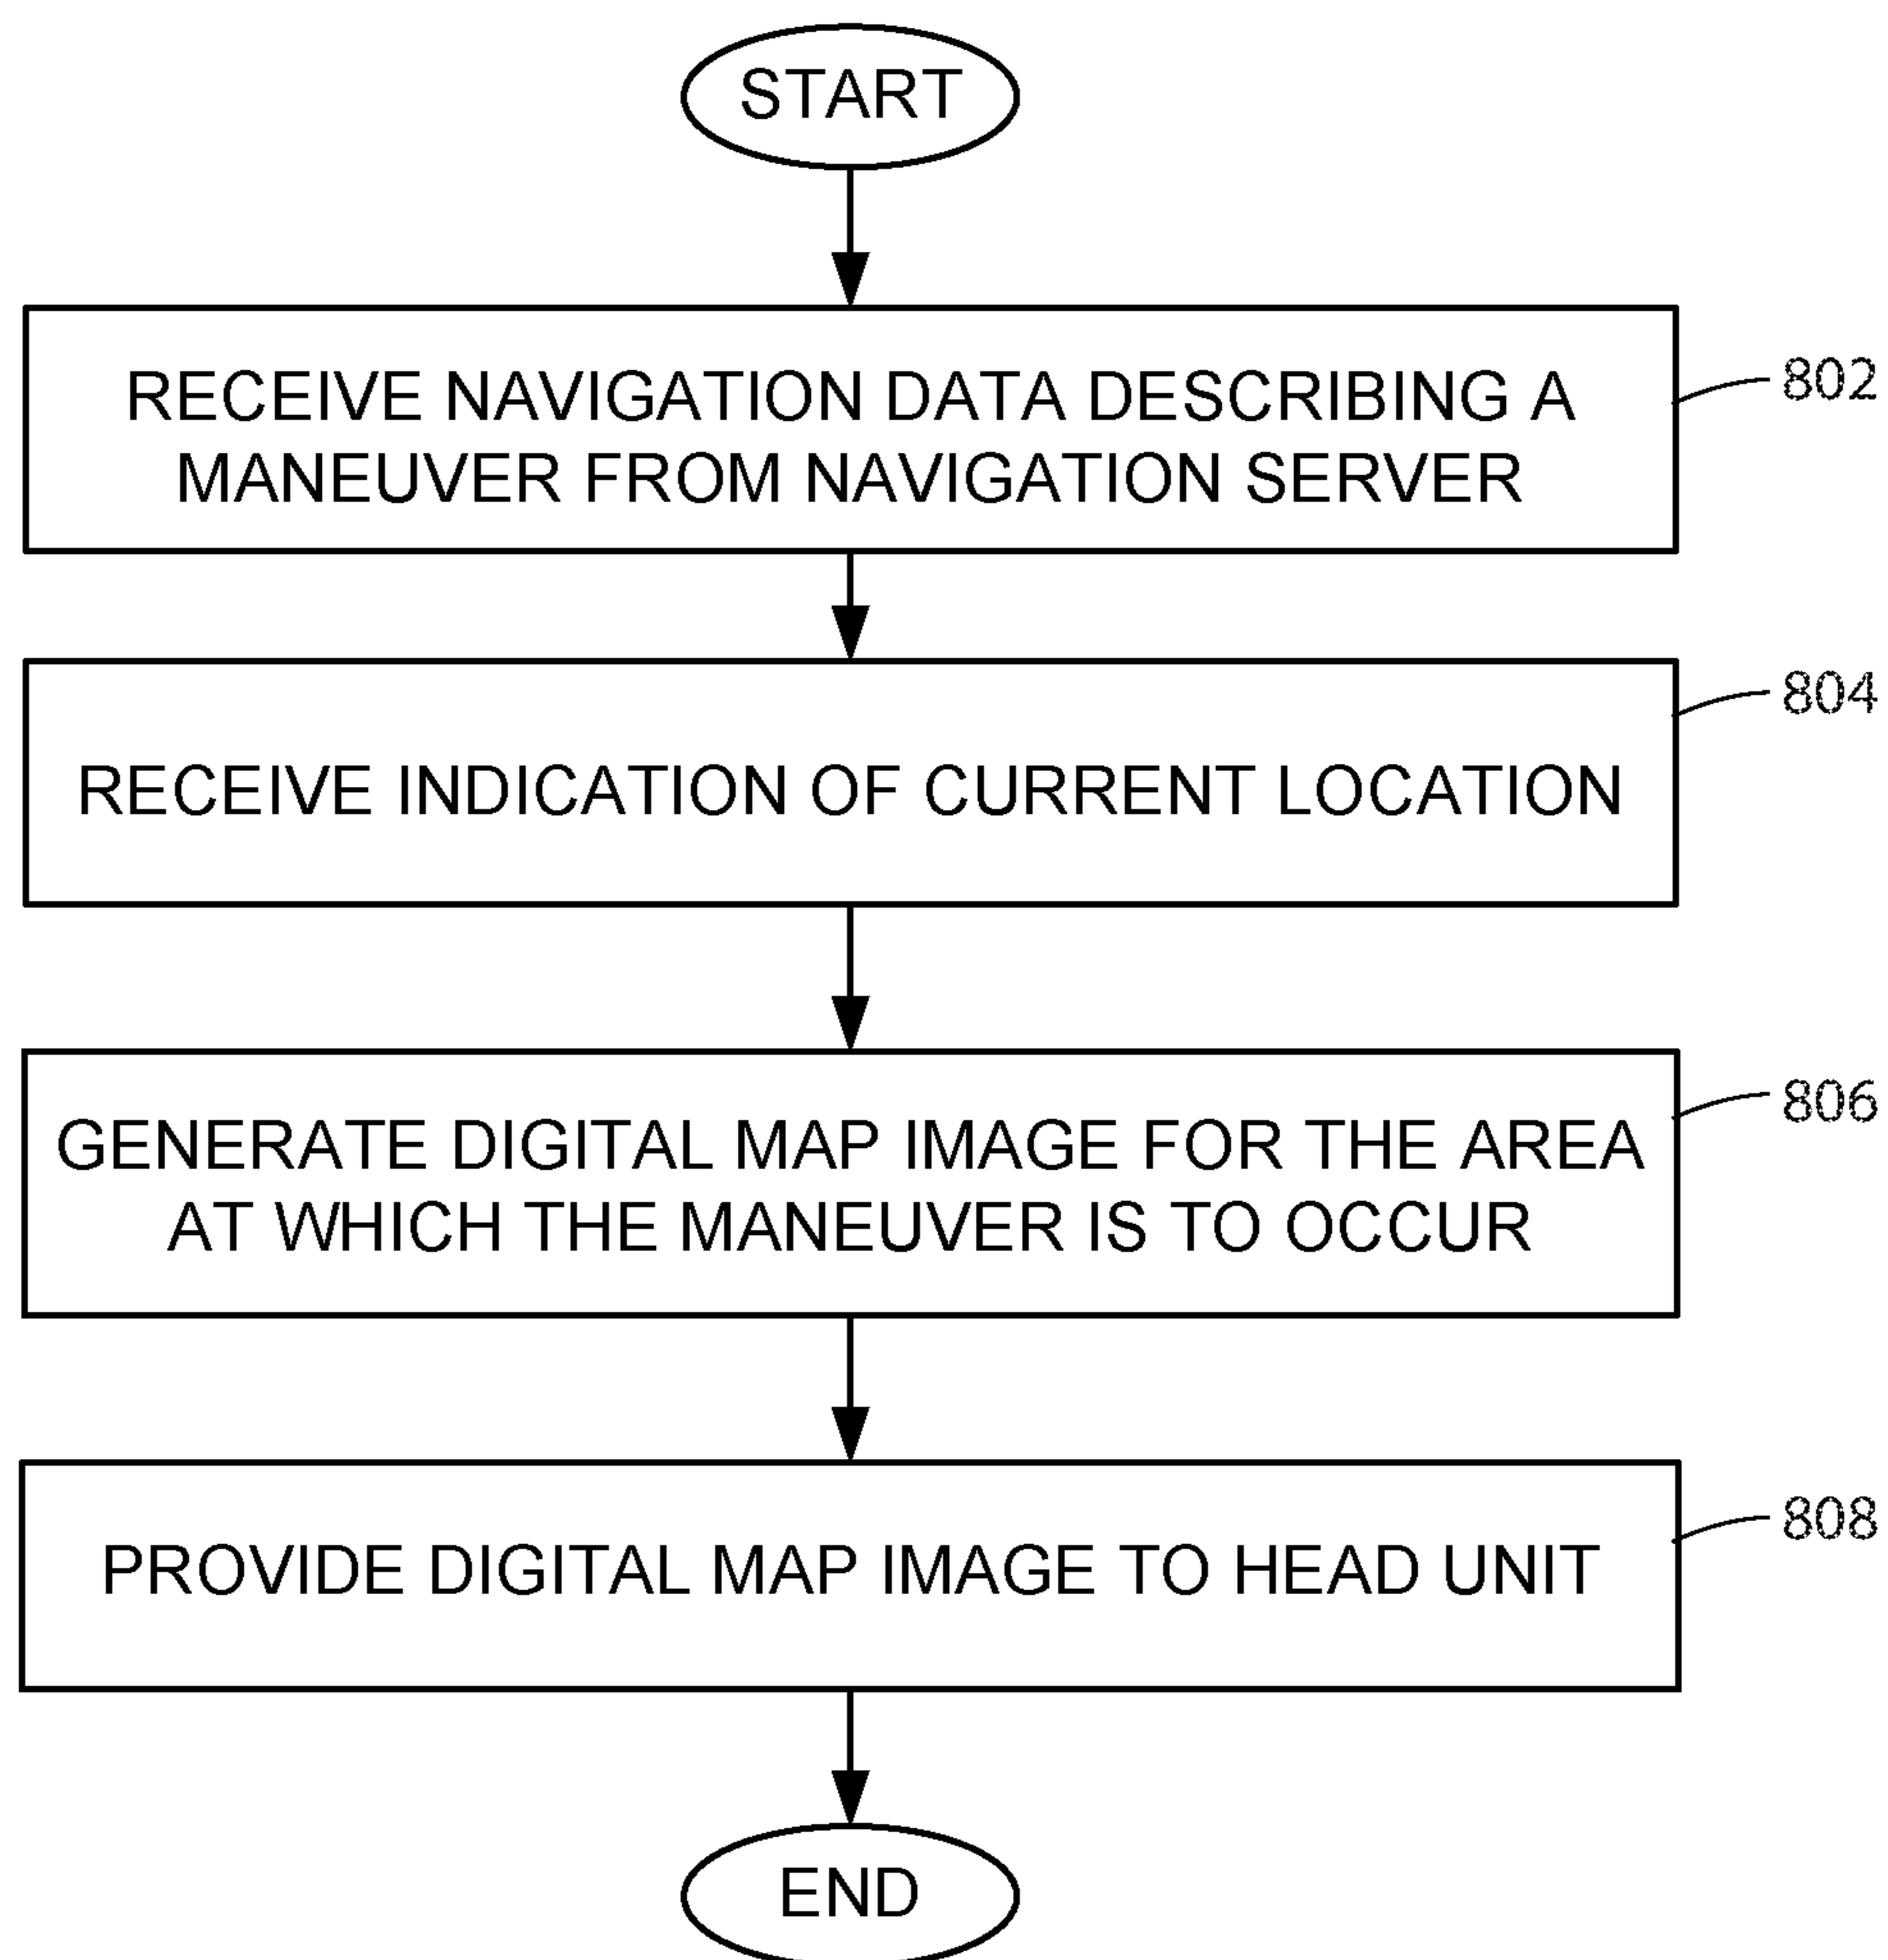 START
RECEIVE NAVIGATION DATA DESCRIBING A
MANEUVER FROM NAVIGATION SERVER
802
RECEIVE INDICATION OF CURRENT LOCATION
804
GENERATE DIGITAL MAP IMAGE FOR THE AREA
AT WHICH THE MANEUVER IS TO OCCUR
806
PROVIDE DIGITAL MAP IMAGE TO HEAD UNIT
808
END